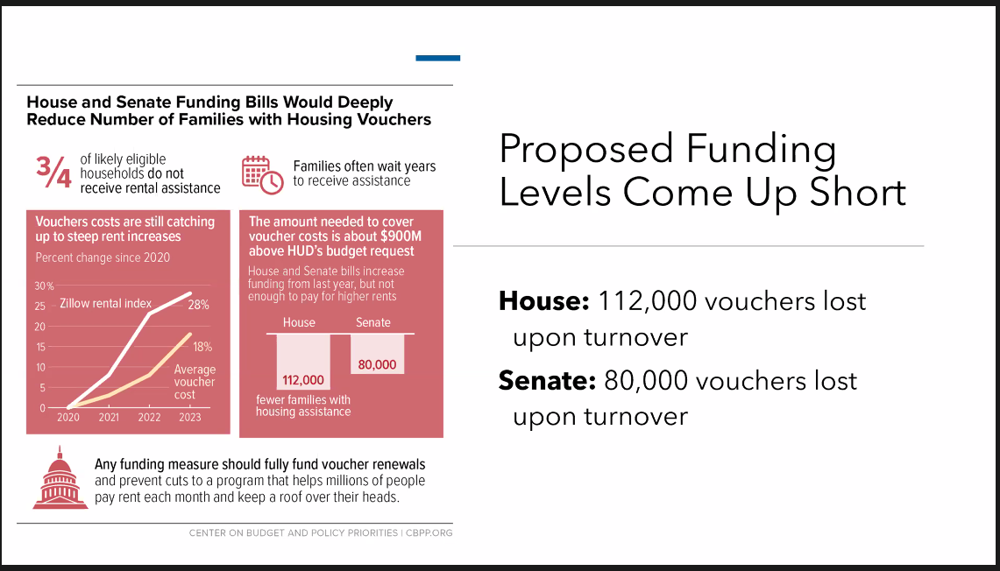 House and Senate Funding Bills Would Deeply
Reduce Number of Families with Housing Vouchers
3/4
of likely eligible
households do not
receive rental assistance
Families often wait years
to receive assistance
Vouchers costs are still catching
up to steep rent increases
Percent change since 2020
30%
25
20
15
10
5
0
Zillow rental index
28%
18%
Average
voucher
cost
2020 2021 2022 2023
The amount needed to cover
voucher costs is about $900M
above HUD's budget request
House and Senate bills increase
funding from last year, but not
enough to pay for higher rents
House Senate
112,000
80,000
fewer families with
housing assistance
Any funding measure should fully fund voucher renewals
and prevent cuts to a program that helps millions of people
pay rent each month and keep a roof over their heads.
CENTER ON BUDGET AND POLICY PRIORITIES | CBPP.ORG
Proposed Funding
Levels Come Up Short
House: 112,000 vouchers lost
upon turnover
Senate: 80,000 vouchers lost
upon turnover